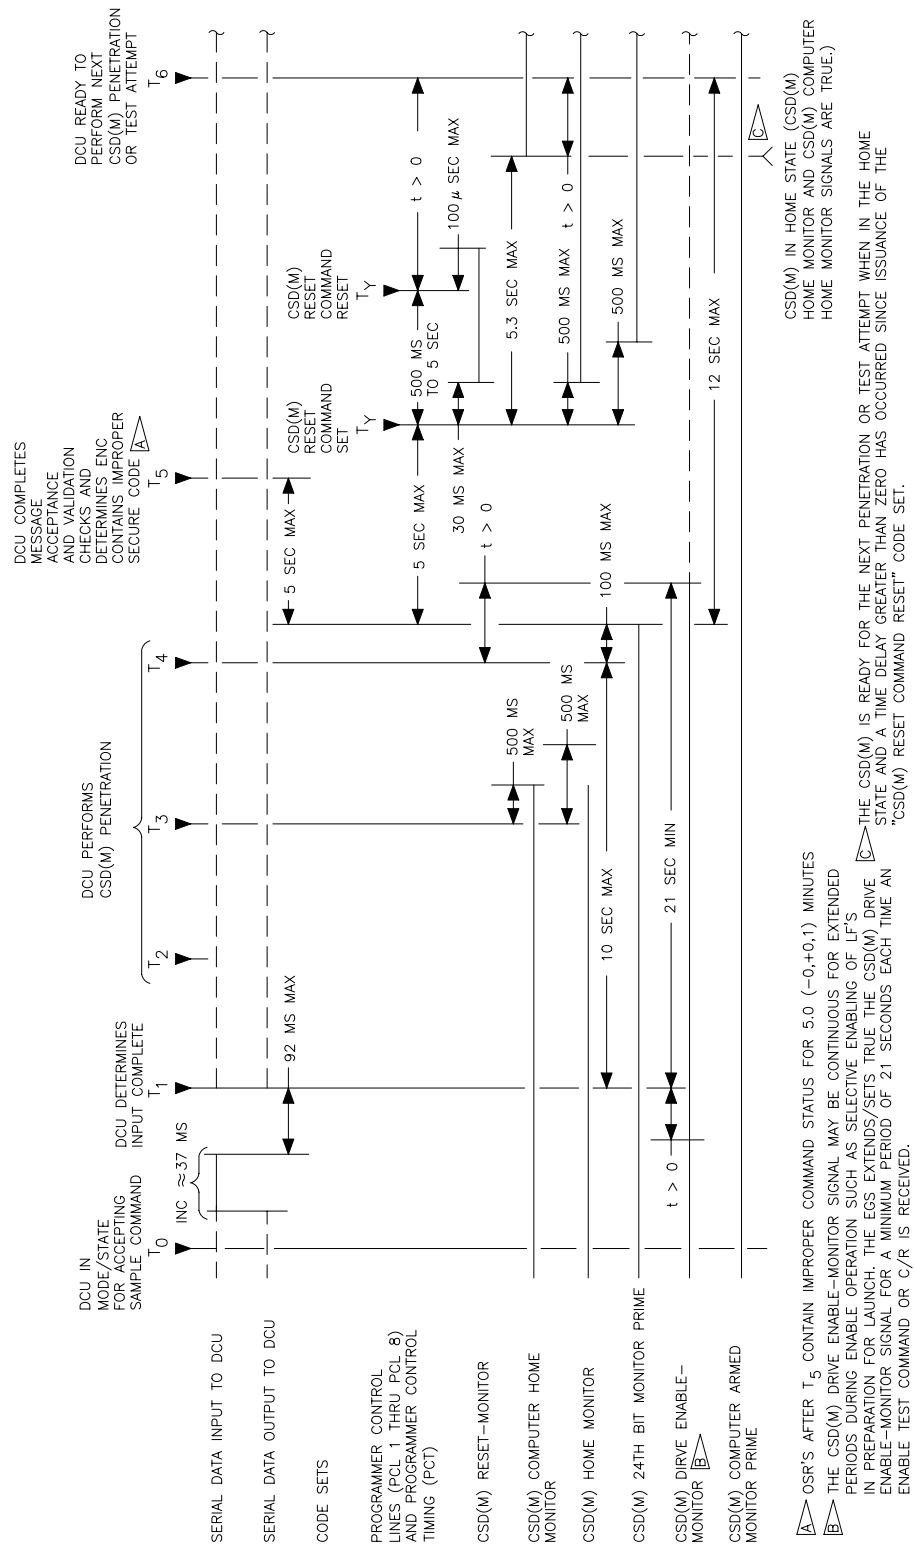 DCU IN
MODE/STATE
FOR ACCEPTING
SAMPLE COMMAND
T0
INC ≈37 MS
DCU DETERMINES
INPUT COMPLETE
T1
92 MS MAX
DCU PERFORMS
CSD(M) PENETRATION
T2
T3
T4
DCU COMPLETES
MESSAGE
ACCEPTANCE
AND VALIDATION
CHECKS AND
DETERMINES ENC
CONTAINS IMPROPER
SECURE CODE A
T5
5 SEC MAX
CSD(M)
RESET
COMMAND
SET
TY
CSD(M)
RESET
COMMAND
RESET
TY
DCU READY TO
PERFORM NEXT
CSD(M) PENETRATION
OR TEST ATTEMPT
T6
SERIAL DATA INPUT TO DCU
SERIAL DATA OUTPUT TO DCU
CODE SETS
PROGRAMMER CONTROL
LINES (PCL 1 THRU PCL 8)
AND PROGRAMMER CONTROL
TIMING (PCT)
5 SEC MAX
500 MS
TO 5 SEC
t > 0
CSD(M) RESET-MONITOR
t > 0
30 MS MAX
100 µ SEC MAX
CSD(M) COMPUTER HOME
MONITOR
500 MS
MAX
5.3 SEC MAX
CSD(M) HOME MONITOR
500 MS
MAX
500 MS MAX
t > 0
CSD(M) 24TH BIT MONITOR PRIME
10 SEC MAX
100 MS MAX
500 MS MAX
CSD(M) DIRVE ENABLE-
MONITOR B
t > 0
21 SEC MIN
CSD(M) COMPUTER ARMED
MONITOR PRIME
12 SEC MAX
C
CSD(M) IN HOME STATE (CSD(M)
HOME MONITOR AND CSD(M) COMPUTER
HOME MONITOR SIGNALS ARE TRUE.)
A OSR'S AFTER T5 CONTAIN IMPROPER COMMAND STATUS FOR 5.0 (-0,+0,1) MINUTES
B THE CSD(M) DRIVE ENABLE-MONITOR SIGNAL MAY BE CONTINUOUS FOR EXTENDED
PERIODS DURING ENABLE OPERATION SUCH AS SELECTIVE ENABLING OF LF'S
IN PREPARATION FOR LAUNCH. THE EGS EXTENDS/SETS TRUE THE CSD(M) DRIVE
ENABLE-MONITOR SIGNAL FOR A MINIMUM PERIOD OF 21 SECONDS EACH TIME AN
ENABLE TEST COMMAND OR C/R IS RECEIVED.
C THE CSD(M) IS READY FOR THE NEXT PENETRATION OR TEST ATTEMPT WHEN IN THE HOME
STATE AND A TIME DELAY GREATER THAN ZERO HAS OCCURRED SINCE ISSUANCE OF THE
"CSD(M) RESET COMMAND RESET" CODE SET.